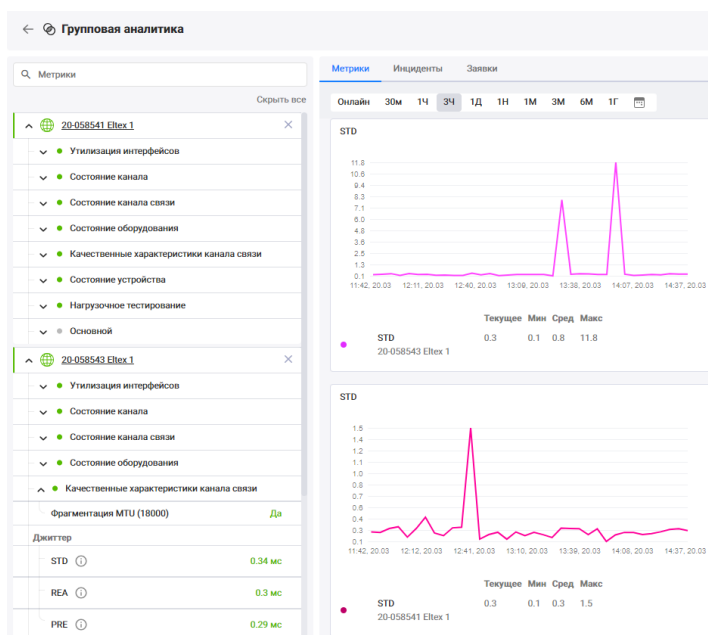 Групповая аналитика
Метрики
Скрыть все
20-058541 Eltex 1
Утилизация интерфейсов
Состояние канала
Состояние канала связи
Состояние оборудования
Качественные характеристики канала связи
Состояние устройства
Нагрузочное тестирование
Основной
20-058543 Eltex 1
Утилизация интерфейсов
Состояние канала
Состояние канала связи
Состояние оборудования
Качественные характеристики канала связи
Фрагментация MTU (18000) Да
Джиттер
STD 0.34 мс
REA 0.3 мс
PRE 0.29 мс
Метрики Инциденты Заявки
Онлайн 30м 1Ч 3Ч 1Д 1Н 1М 3М 6М 1Г
STD
11.8
10.6
9.4
8.3
7.1
6.0
4.8
3.6
2.5
1.3
0.1
11:42, 20.03 12:11, 20.03 12:40, 20.03 13:09, 20.03 13:38, 20.03 14:07, 20.03 14:37, 20.03
Текущее Мин Сред Макс
STD 0.3 0.1 0.8 11.8
20-058543 Eltex 1
STD
1.5
1.4
1.2
1.1
1.0
0.8
0.7
0.5
0.4
0.3
0.1
11:42, 20.03 12:12, 20.03 12:41, 20.03 13:10, 20.03 13:39, 20.03 14:08, 20.03 14:37, 20.03
Текущее Мин Сред Макс
STD 0.3 0.1 0.3 1.5
20-058541 Eltex 1